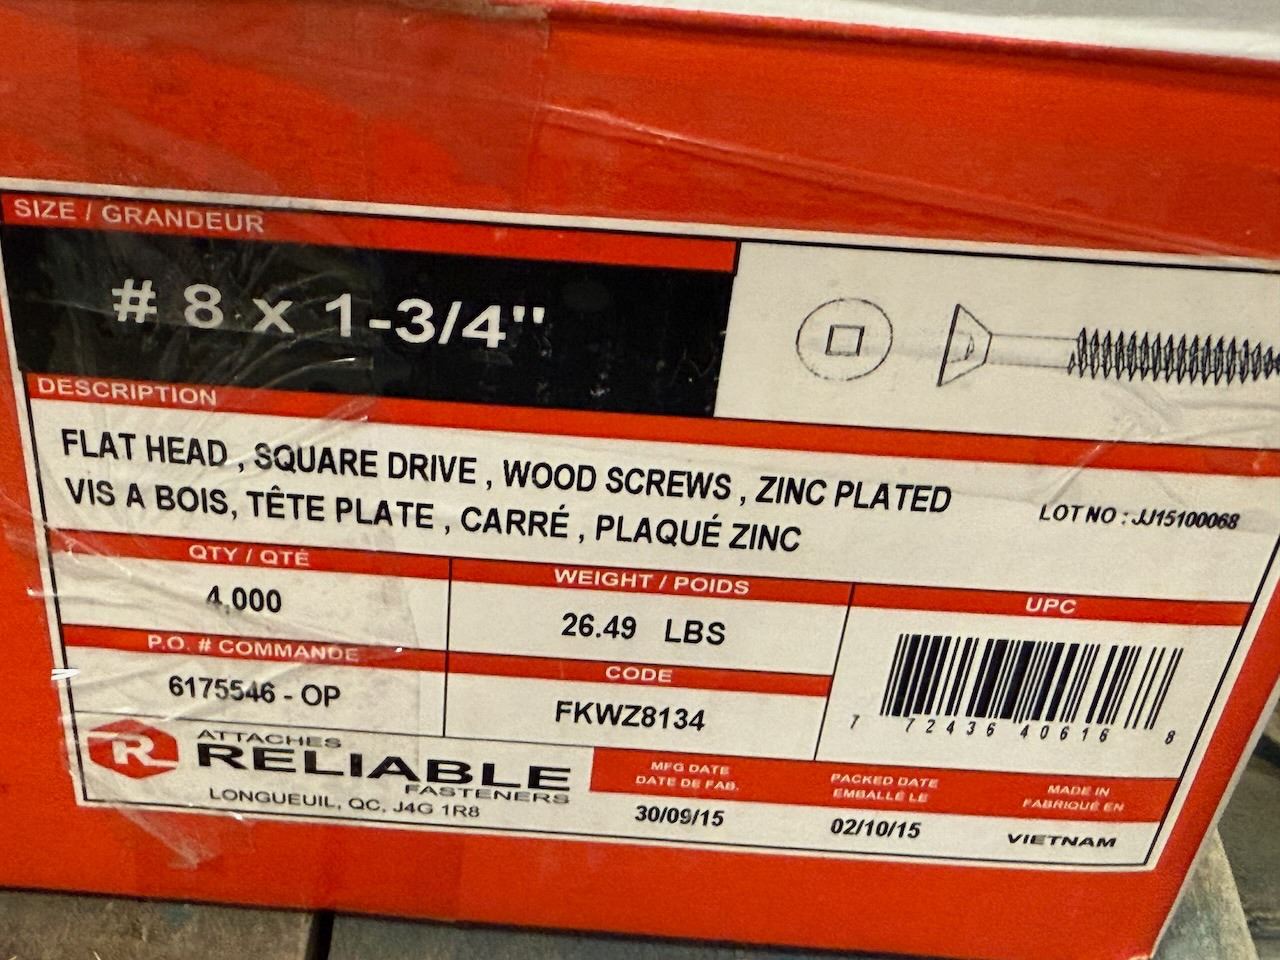 SIZE / GRANDEUR
# 8 x 1-3/4"
DESCRIPTION
FLAT HEAD , SQUARE DRIVE , WOOD SCREWS , ZINC PLATED
VIS A BOIS, TÊTE PLATE , CARRÉ , PLAQUÉ ZINC
LOT NO : JJ15100068
QTY / QTÉ
4,000
WEIGHT / POIDS
26.49 LBS
UPC
7 72436 40616 8
P.O. # COMMANDE
6175546 - OP
CODE
FKWZ8134
R
ATTACHES
RELIABLE
FASTENERS
LONGUEUIL, QC, J4G 1R8
MFG DATE
DATE DE FAB.
30/09/15
PACKED DATE
EMBALLÉ LE
02/10/15
MADE IN
FABRIQUÉ EN
VIETNAM